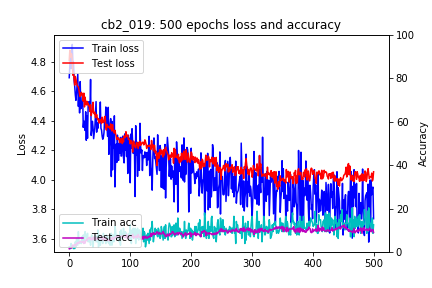 cb2_019: 500 epochs loss and accuracy
Train loss
Test loss
Train acc
Test acc
Loss
Accuracy
4.8
4.6
4.4
4.2
4.0
3.8
3.6
100
80
60
40
20
0
0 100 200 300 400 500